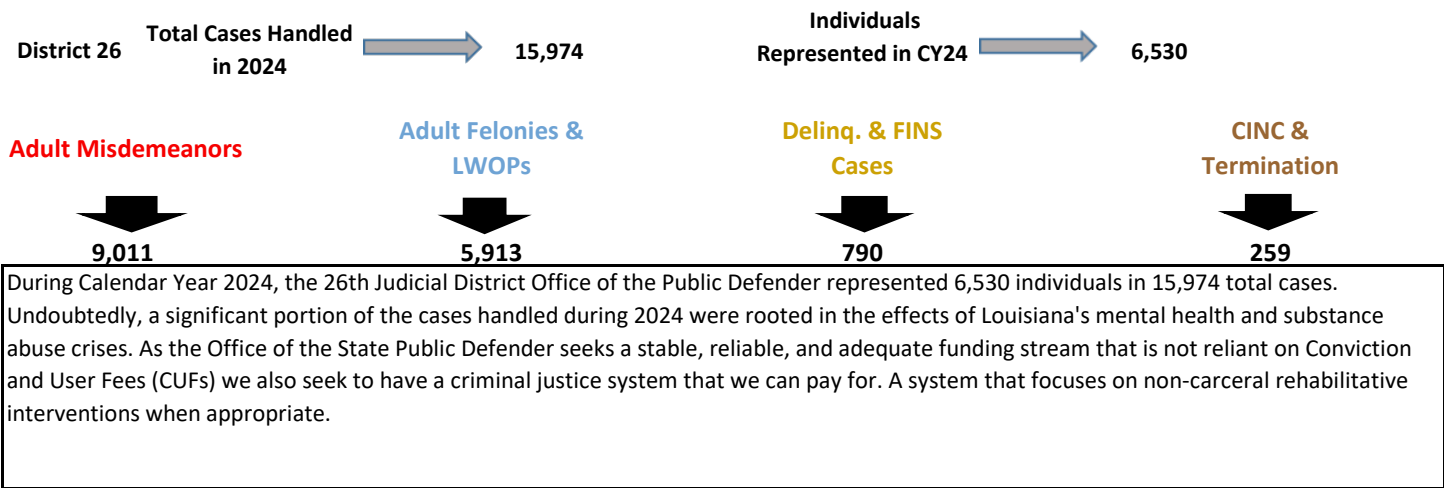 District 26
Total Cases Handled
in 2024
15,974
Individuals
Represented in CY24
6,530
Adult Misdemeanors
Adult Felonies &
LWOPs
Delinq. & FINS
Cases
CINC &
Termination
9,011
5,913
790
259
During Calendar Year 2024, the 26th Judicial District Office of the Public Defender represented 6,530 individuals in 15,974 total cases.
Undoubtedly, a significant portion of the cases handled during 2024 were rooted in the effects of Louisiana's mental health and substance
abuse crises. As the Office of the State Public Defender seeks a stable, reliable, and adequate funding stream that is not reliant on Conviction
and User Fees (CUFs) we also seek to have a criminal justice system that we can pay for. A system that focuses on non-carceral rehabilitative
interventions when appropriate.